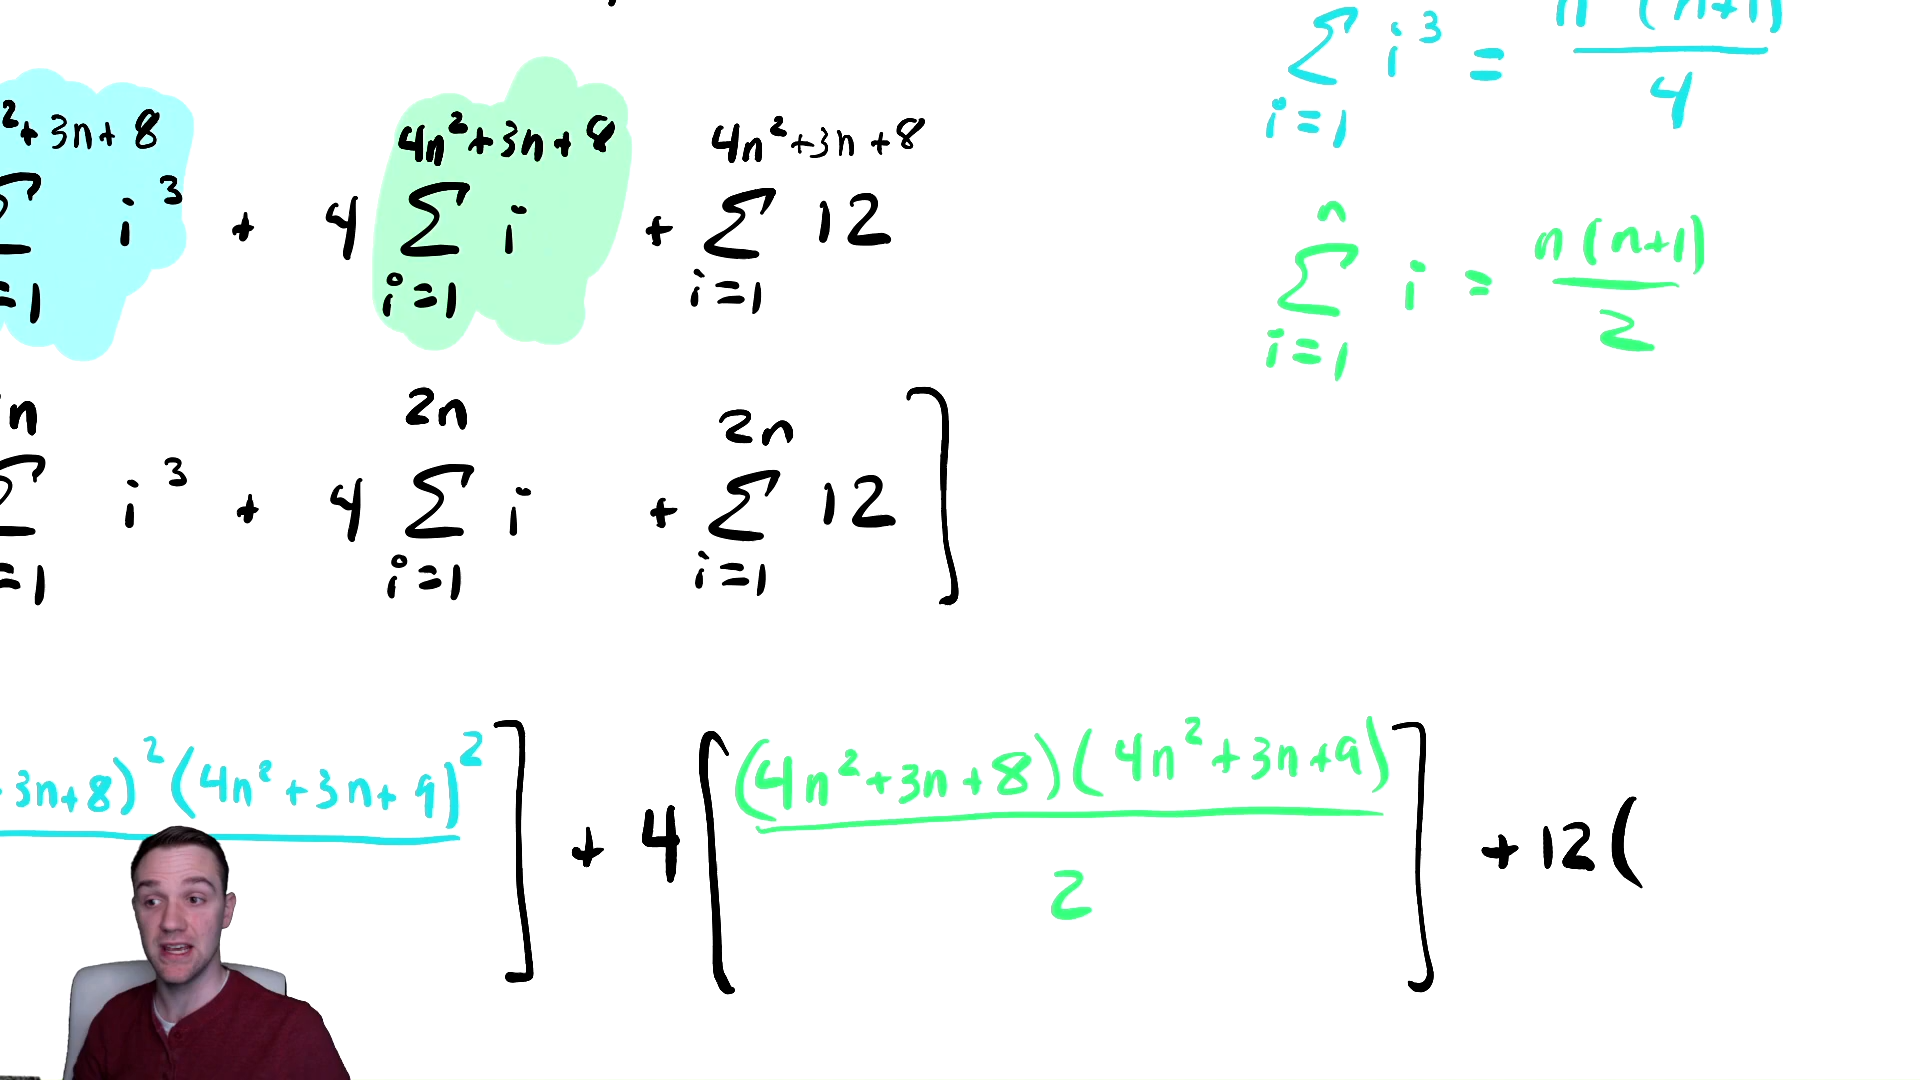 ∑ i³ = n (n+1) / 4
i=1
²+3n+8    4n²+3n+8    4n²+3n+8
∑ i³ + 4 ∑ i + ∑ 12
=1    i=1    i=1
n
∑ i = n(n+1) / 2
i=1
n    2n    2n
∑ i³ + 4 ∑ i + ∑ 12 ]
=1    i=1    i=1
+3n+8)² (4n²+3n+9)² ] + 4 [ (4n²+3n+8)(4n²+3n+9) / 2 ] + 12 (